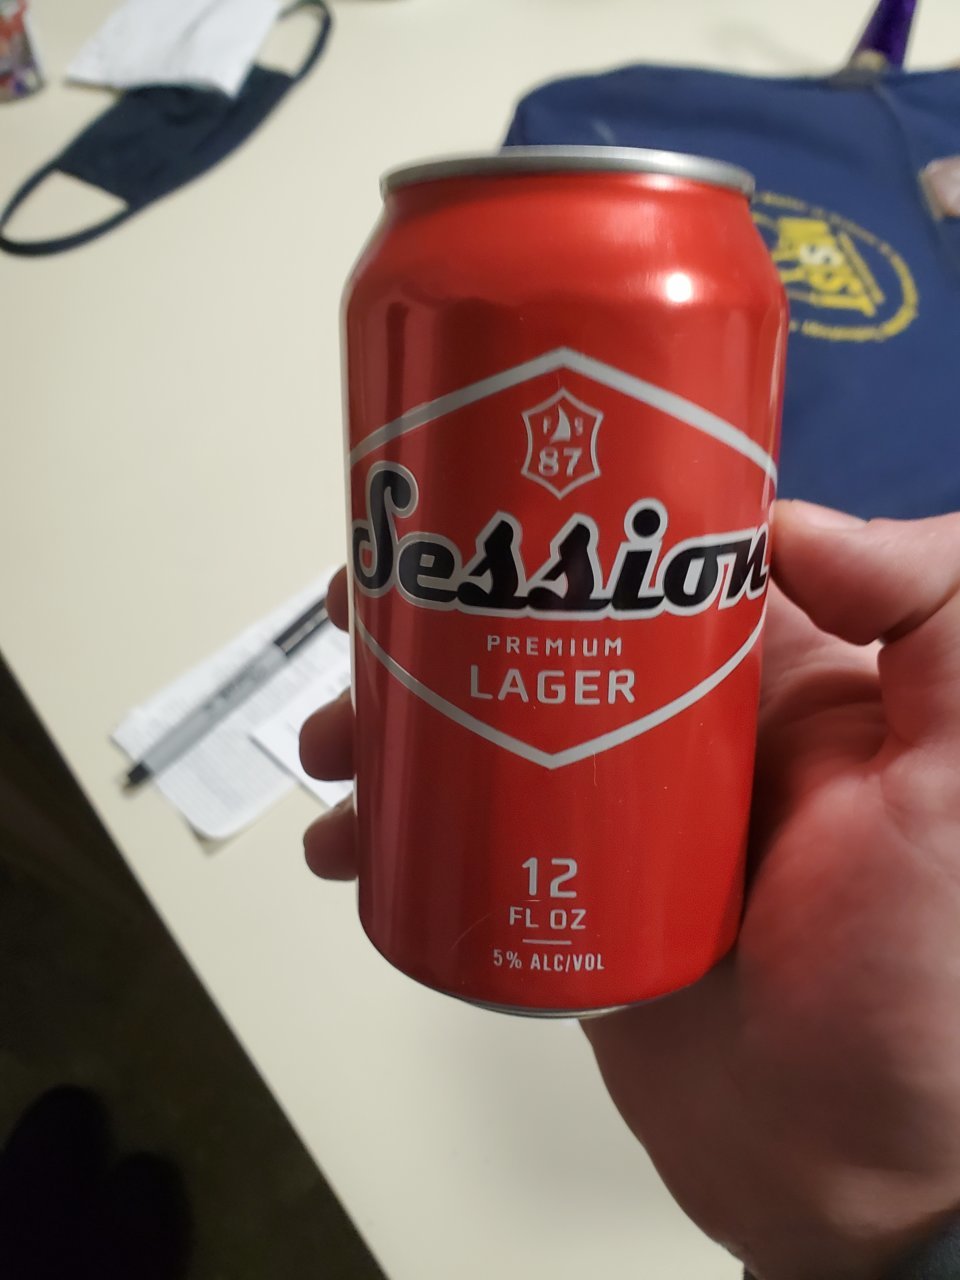 F S
87
Session
PREMIUM
LAGER
12
FL OZ
5% ALC/VOL